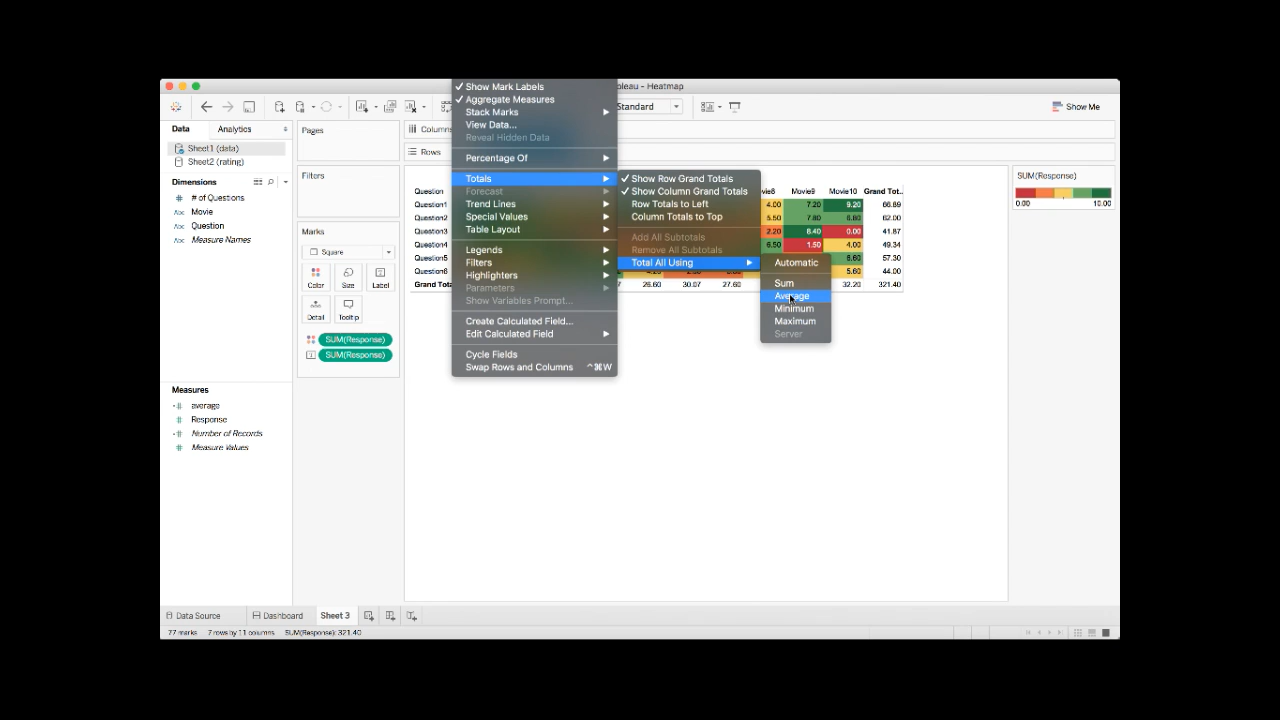 bleau - Heatmap
Standard
Show Me
Data
Analytics
Sheet1 (data)
Sheet2 (rating)
Dimensions
# of Questions
Movie
Question
Measure Names
Measures
average
Response
Number of Records
Measure Values
Pages
Filters
Marks
Square
Color
Size
Label
Detail
Tooltip
SUM(Response)
SUM(Response)
Columns
Rows
Show Mark Labels
Aggregate Measures
Stack Marks
View Data...
Reveal Hidden Data
Percentage Of
Totals
Forecast
Trend Lines
Special Values
Table Layout
Legends
Filters
Highlighters
Parameters
Show Variables Prompt...
Create Calculated Field...
Edit Calculated Field
Cycle Fields
Swap Rows and Columns ^⌘W
Show Row Grand Totals
Show Column Grand Totals
Row Totals to Left
Column Totals to Top
Add All Subtotals
Remove All Subtotals
Total All Using
Automatic
Sum
Average
Minimum
Maximum
Server
Question vie8 Movie9 Movie10 Grand Tot..
Question1 4.00 7.20 9.20 66.89
Question2 5.50 7.80 8.80 62.00
Question3 2.20 8.40 0.00 41.87
Question4 6.50 1.50 4.00 49.34
Question5 6.60 57.30
Question6 5.60 44.00
Grand Tota 26.60 30.07 27.60 32.20 321.40
SUM(Response)
0.00 10.00
Data Source
Dashboard
Sheet 3
77 marks 7 rows by 11 columns SUM(Response): 321.40